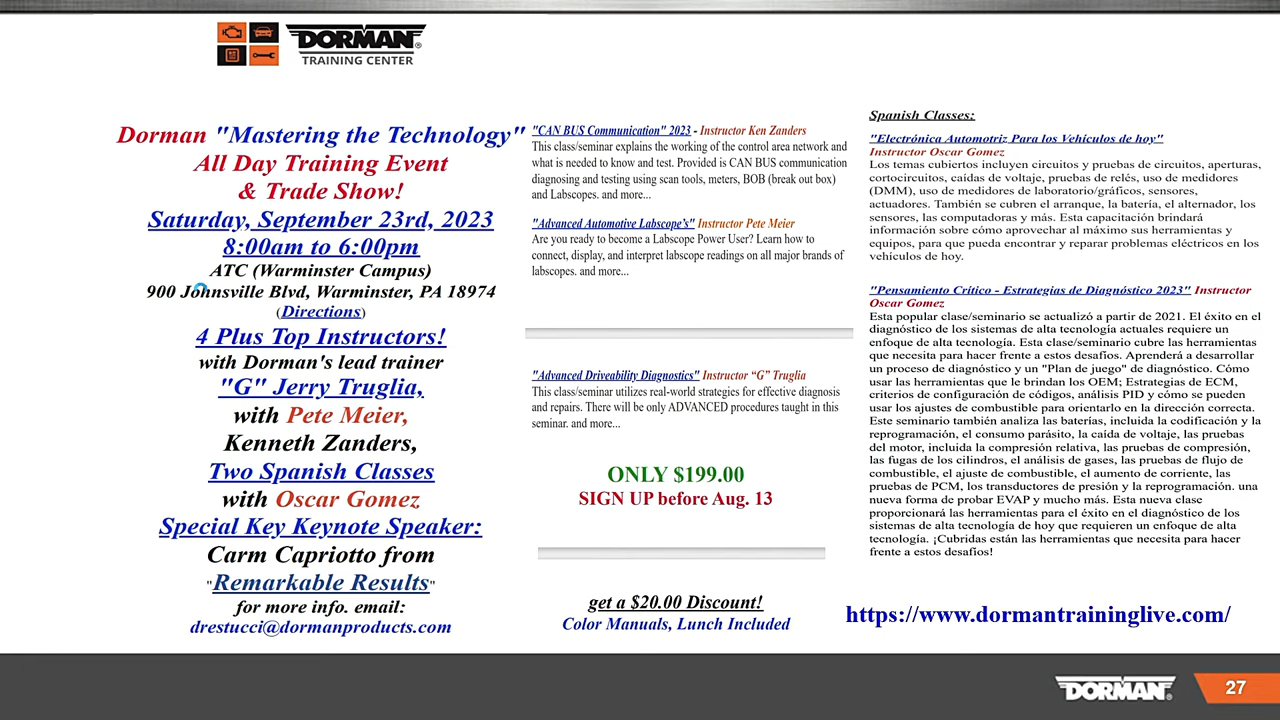 DORMAN®
TRAINING CENTER
Dorman "Mastering the Technology"
All Day Training Event
& Trade Show!
Saturday, September 23rd, 2023
8:00am to 6:00pm
ATC (Warminster Campus)
900 Johnsville Blvd, Warminster, PA 18974
(Directions)
4 Plus Top Instructors!
with Dorman's lead trainer
"G" Jerry Truglia,
with Pete Meier,
Kenneth Zanders,
Two Spanish Classes
with Oscar Gomez
Special Key Keynote Speaker:
Carm Capriotto from
"Remarkable Results"
for more info. email:
drestucci@dormanproducts.com
"CAN BUS Communication" 2023 - Instructor Ken Zanders
This class/seminar explains the working of the control area network and
what is needed to know and test. Provided is CAN BUS communication
diagnosing and testing using scan tools, meters, BOB (break out box)
and Labscopes. and more...
"Advanced Automotive Labscope's" Instructor Pete Meier
Are you ready to become a Labscope Power User? Learn how to
connect, display, and interpret labscope readings on all major brands of
labscopes. and more...
"Advanced Driveability Diagnostics" Instructor “G” Truglia
This class/seminar utilizes real-world strategies for effective diagnosis
and repairs. There will be only ADVANCED procedures taught in this
seminar. and more...
ONLY $199.00
SIGN UP before Aug. 13
get a $20.00 Discount!
Color Manuals, Lunch Included
Spanish Classes:
"Electrónica Automotriz Para los Vehículos de hoy"
Instructor Oscar Gomez
Los temas cubiertos incluyen circuitos y pruebas de circuitos, aperturas,
cortocircuitos, caídas de voltaje, pruebas de relés, uso de medidores
(DMM), uso de medidores de laboratorio/gráficos, sensores,
actuadores. También se cubren el arranque, la batería, el alternador, los
sensores, las computadoras y más. Esta capacitación brindará
información sobre cómo aprovechar al máximo sus herramientas y
equipos, para que pueda encontrar y reparar problemas eléctricos en los
vehículos de hoy.
"Pensamiento Crítico - Estrategias de Diagnóstico 2023" Instructor
Oscar Gomez
Esta popular clase/seminario se actualizó a partir de 2021. El éxito en el
diagnóstico de los sistemas de alta tecnología actuales requiere un
enfoque de alta tecnología. Esta clase/seminario cubre las herramientas
que necesita para hacer frente a estos desafíos. Aprenderá a desarrollar
un proceso de diagnóstico y un "Plan de juego" de diagnóstico. Cómo
usar las herramientas que le brindan los OEM; Estrategias de ECM,
criterios de configuración de códigos, análisis PID y cómo se pueden
usar los ajustes de combustible para orientarlo en la dirección correcta.
Este seminario también analiza las baterías, incluida la codificación y la
reprogramación, el consumo parásito, la caída de voltaje, las pruebas
del motor, incluida la compresión relativa, las pruebas de compresión,
las fugas de los cilindros, el análisis de gases, las pruebas de flujo de
combustible, el ajuste de combustible, el aumento de corriente, las
pruebas de PCM, los transductores de presión y la reprogramación. una
nueva forma de probar EVAP y mucho más. Esta nueva clase
proporcionará las herramientas para el éxito en el diagnóstico de los
sistemas de alta tecnología de hoy que requieren un enfoque de alta
tecnología. ¡Cubridas están las herramientas que necesita para hacer
frente a estos desafíos!
https://www.dormantraininglive.com/
DORMAN
27